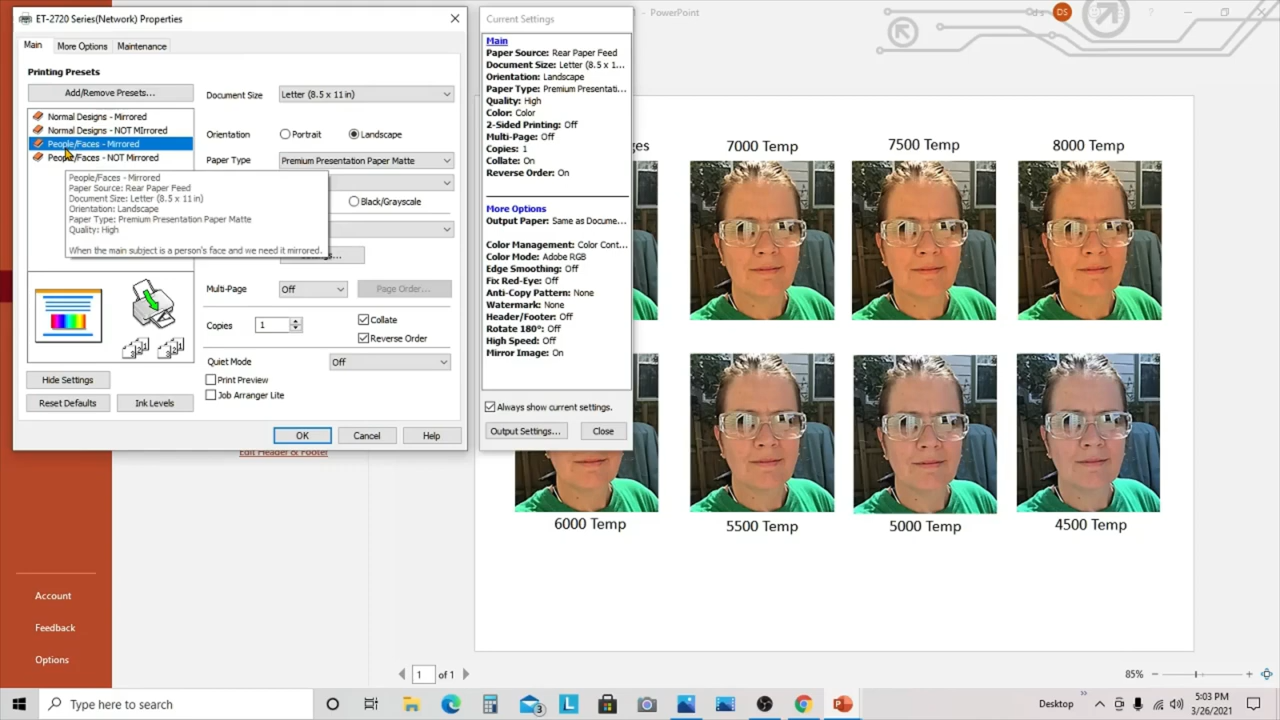 ET-2720 Series(Network) Properties
Main
More Options
Maintenance
Printing Presets
Add/Remove Presets...
Normal Designs - Mirrored
Normal Designs - NOT MIrrored
People/Faces - Mirrored
People/Faces - NOT Mirrored
People/Faces - Mirrored
Paper Source: Rear Paper Feed
Document Size: Letter (8.5 x 11 in)
Orientation: Landscape
Paper Type: Premium Presentation Paper Matte
Quality: High
When the main subject is a person's face and we need it mirrored.
Document Size
Letter (8.5 x 11 in)
Orientation
Portrait
Landscape
Paper Type
Premium Presentation Paper Matte
Black/Grayscale
Multi-Page
Off
Page Order...
Copies
1
Collate
Reverse Order
Quiet Mode
Off
Print Preview
Job Arranger Lite
Hide Settings
Reset Defaults
Ink Levels
OK
Cancel
Help
Current Settings
Main
Paper Source: Rear Paper Feed
Document Size: Letter (8.5 x 1...
Orientation: Landscape
Paper Type: Premium Presentati...
Quality: High
Color: Color
2-Sided Printing: Off
Multi-Page: Off
Copies: 1
Collate: On
Reverse Order: On
More Options
Output Paper: Same as Docume...
Color Management: Color Cont...
Color Mode: Adobe RGB
Edge Smoothing: Off
Fix Red-Eye: Off
Anti-Copy Pattern: None
Watermark: None
Header/Footer: Off
Rotate 180°: Off
High Speed: Off
Mirror Image: On
Always show current settings.
Output Settings...
Close
- PowerPoint
DS
?
7000 Temp
7500 Temp
8000 Temp
6000 Temp
5500 Temp
5000 Temp
4500 Temp
Edit Header & Footer
Account
Feedback
Options
1 of 1
85%
Type here to search
3
Desktop
5:03 PM
3/26/2021